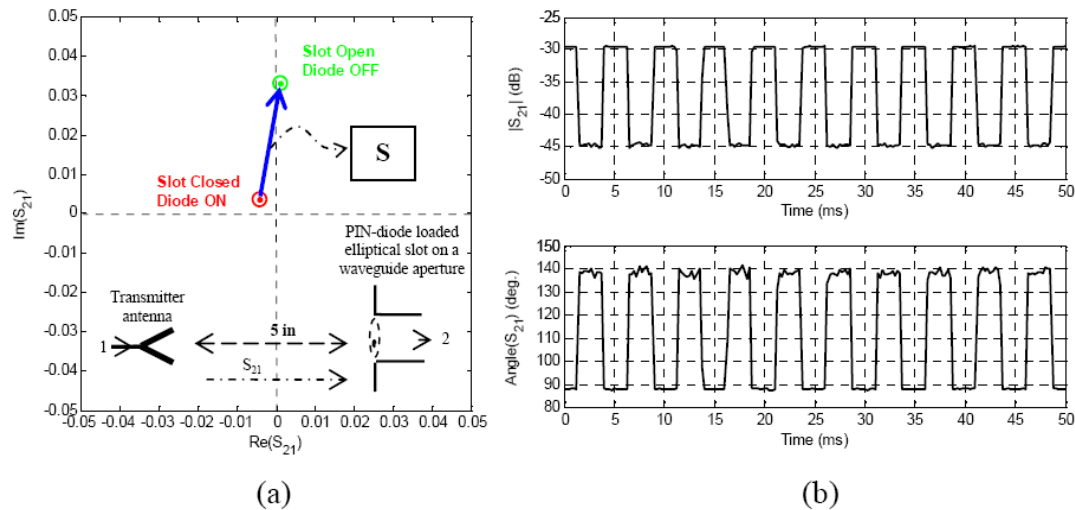 0.05
0.04
0.03
0.02
0.01
0
-0.01
-0.02
-0.03
-0.04
-0.05
Im(S21)
Slot Open
Diode OFF
S
Slot Closed
Diode ON
PIN-diode loaded
elliptical slot on a
waveguide aperture
Transmitter
antenna
1
5 in
2
S21
-0.05 -0.04 -0.03 -0.02 -0.01 0 0.01 0.02 0.03 0.04 0.05
Re(S21)
(a)
-25
-30
-35
-40
-45
-50
|S21| (dB)
0 5 10 15 20 25 30 35 40 45 50
Time (ms)
150
140
130
120
110
100
90
80
Angle(S21) (deg.)
0 5 10 15 20 25 30 35 40 45 50
Time (ms)
(b)